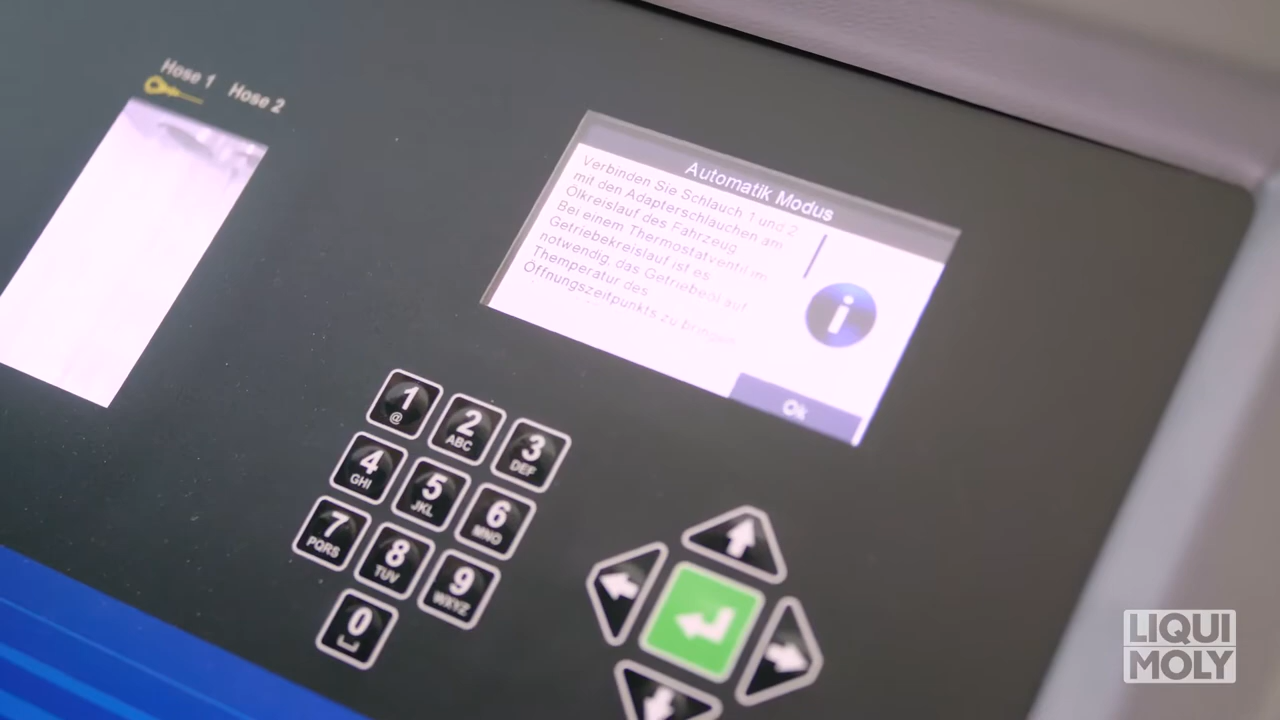 Hose 1 Hose 2
Automatik Modus
Verbinden Sie Schlauch 1 und 2
mit den Adapterschläuchen am
Ölkreislauf des Fahrzeug
Bei einem Thermostatventil im
Getriebekreislauf ist es
notwendig, das Getriebeöl auf
Themperatur des
Öffnungszeitpunkts zu bringen
i
Ok
1
@
2
ABC
3
DEF
4
GHI
5
JKL
6
MNO
7
PQRS
8
TUV
9
WXYZ
0
LIQUI
MOLY